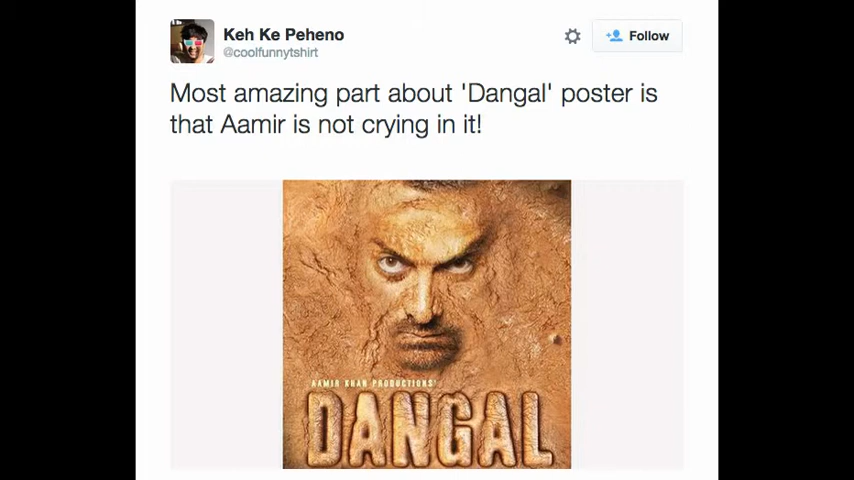 Keh Ke Peheno
@coolfunnytshirt
Follow
Most amazing part about 'Dangal' poster is
that Aamir is not crying in it!
AAMIR KHAN PRODUCTIONS'
DANGAL